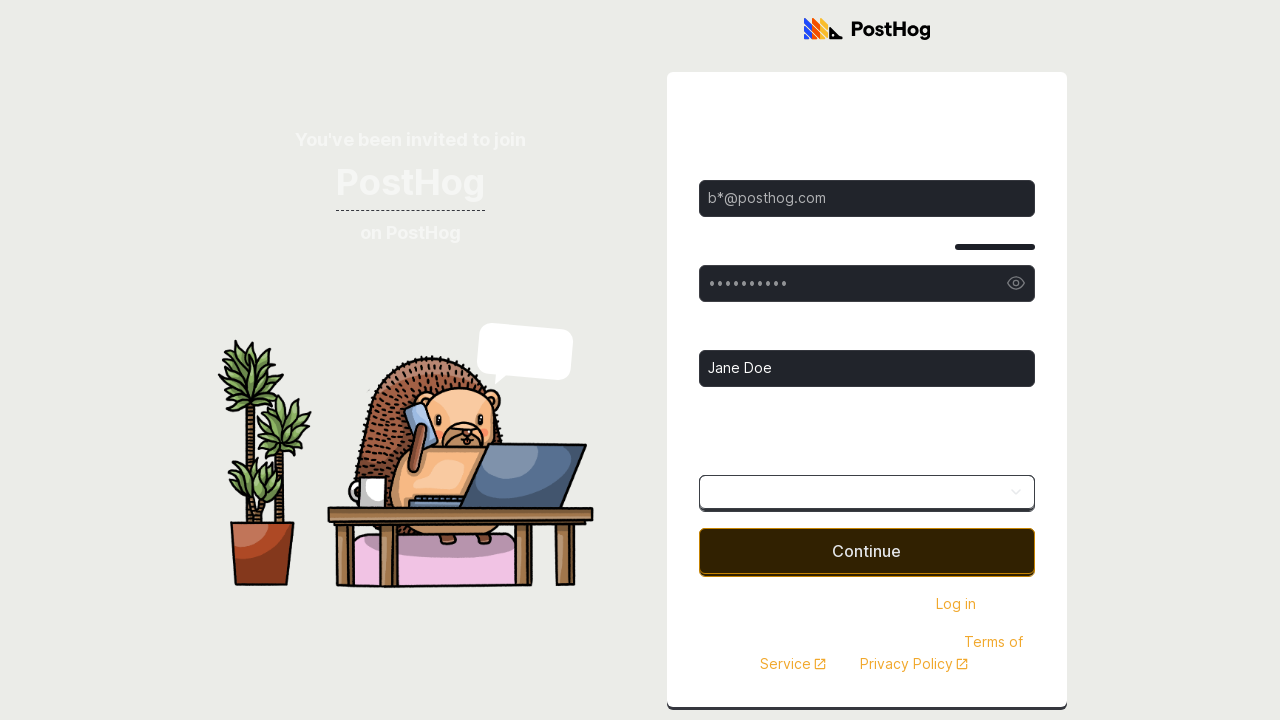 PostHog
You've been invited to join
PostHog
on PostHog
b*@posthog.com
••••••••••
Jane Doe
Continue
Log in
Terms of
Service
Privacy Policy